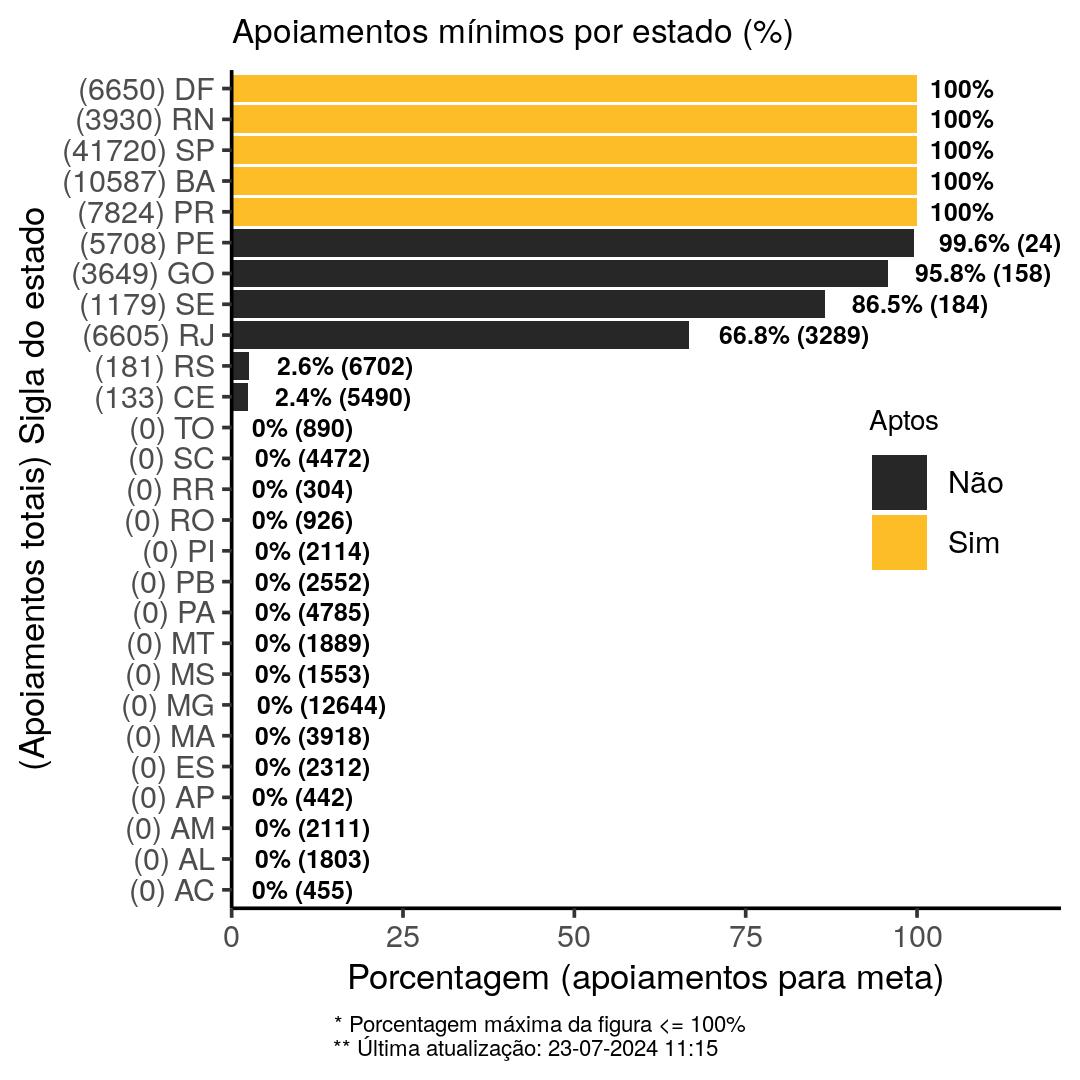 Apoiamentos mínimos por estado (%)
(6650) DF 100%
(3930) RN 100%
(41720) SP 100%
(10587) BA 100%
(7824) PR 100%
(5708) PE 99.6% (24)
(3649) GO 95.8% (158)
(1179) SE 86.5% (184)
(6605) RJ 66.8% (3289)
(181) RS 2.6% (6702)
(133) CE 2.4% (5490)
(0) TO 0% (890)
(0) SC 0% (4472)
(0) RR 0% (304)
(0) RO 0% (926)
(0) PI 0% (2114)
(0) PB 0% (2552)
(0) PA 0% (4785)
(0) MT 0% (1889)
(0) MS 0% (1553)
(0) MG 0% (12644)
(0) MA 0% (3918)
(0) ES 0% (2312)
(0) AP 0% (442)
(0) AM 0% (2111)
(0) AL 0% (1803)
(0) AC 0% (455)
(Apoiamentos totais) Sigla do estado
Aptos
Não
Sim
0 25 50 75 100
Porcentagem (apoiamentos para meta)
* Porcentagem máxima da figura <= 100%
** Última atualização: 23-07-2024 11:15